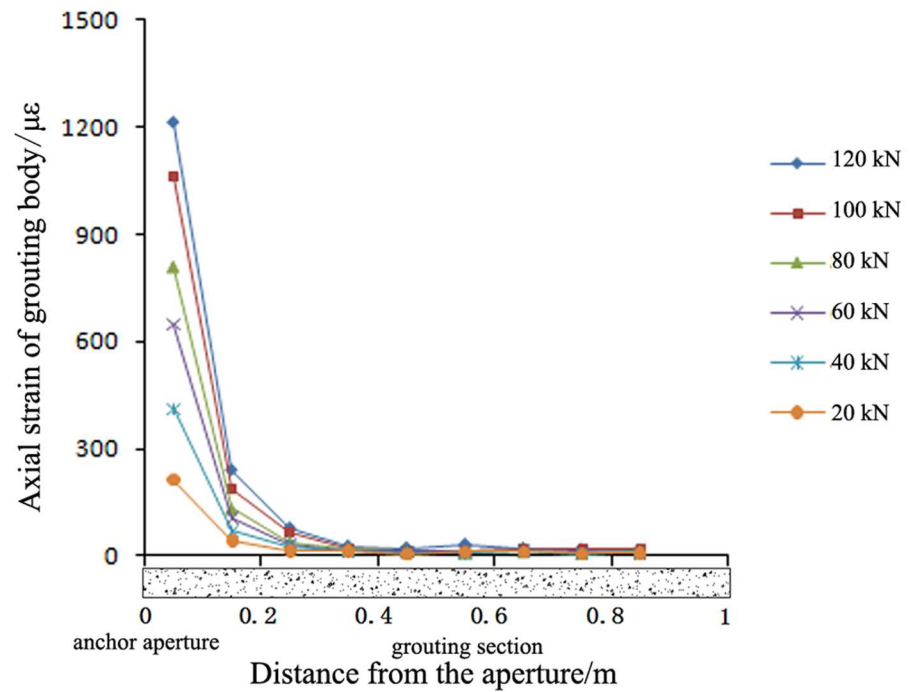 1500
1200
900
600
300
0
Axial strain of grouting body/με
120 kN
100 kN
80 kN
60 kN
40 kN
20 kN
0 0.2 0.4 0.6 0.8 1
anchor aperture grouting section
Distance from the aperture/m